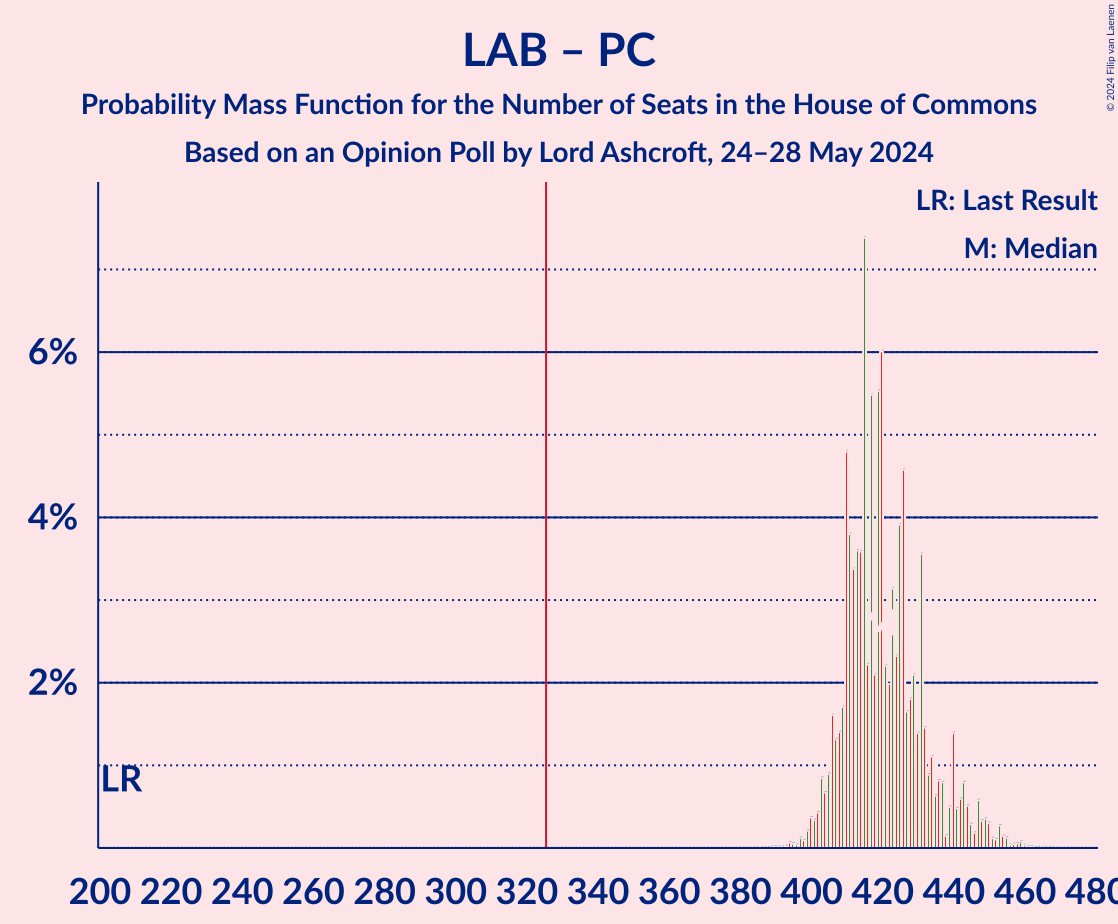 LAB – PC
Probability Mass Function for the Number of Seats in the House of Commons
Based on an Opinion Poll by Lord Ashcroft, 24–28 May 2024
© 2024 Filip van Laenen
LR: Last Result
M: Median
6%
4%
2%
LR
200 220 240 260 280 300 320 340 360 380 400 420 440 460 480